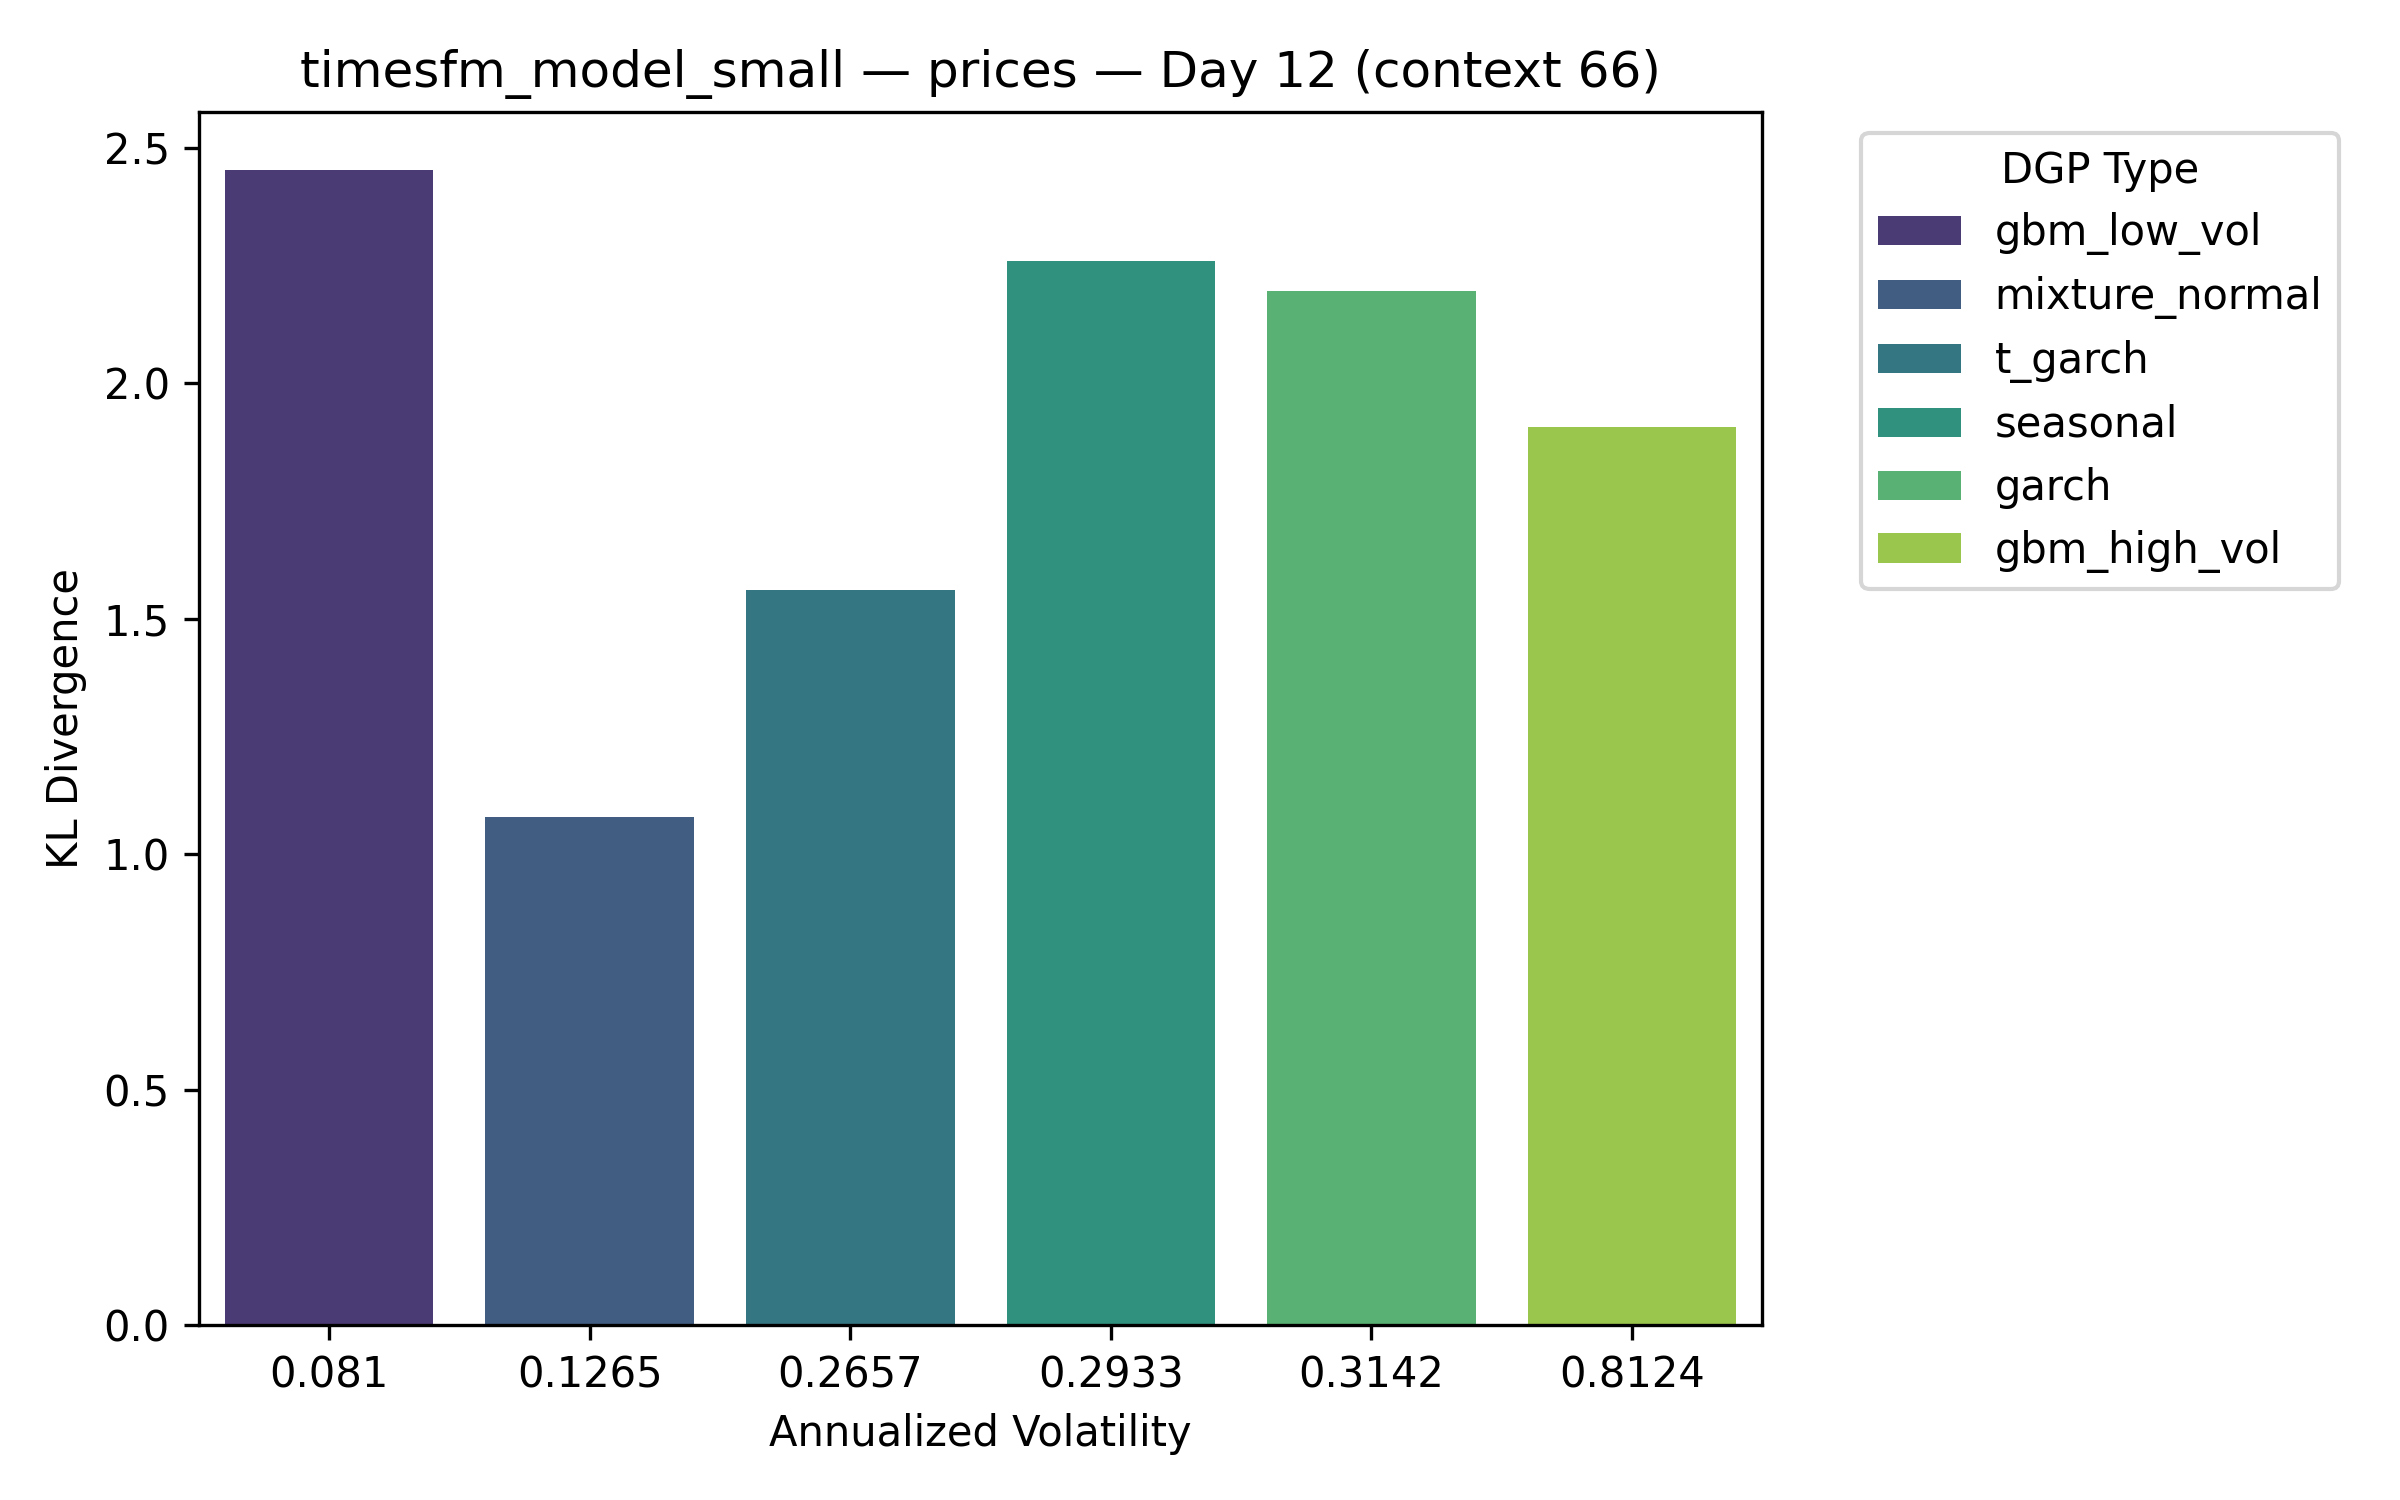 timesfm_model_small — prices — Day 12 (context 66)
KL Divergence
2.5
2.0
1.5
1.0
0.5
0.0
0.081
0.1265
0.2657
0.2933
0.3142
0.8124
Annualized Volatility
DGP Type
gbm_low_vol
mixture_normal
t_garch
seasonal
garch
gbm_high_vol